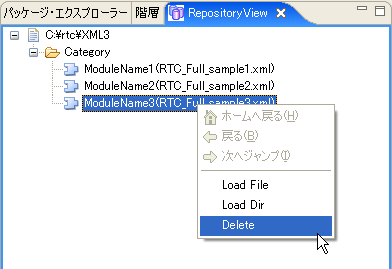 パッケージ・エクスプローラー 階層 RepositoryView
C:¥rtc¥XML3
Category
ModuleName1(RTC_Full_sample1.xml)
ModuleName2(RTC_Full_sample2.xml)
ModuleName3(RTC_Full_sample3.xml)
ホームへ戻る(H)
戻る(B)
次へジャンプ(I)
Load File
Load Dir
Delete